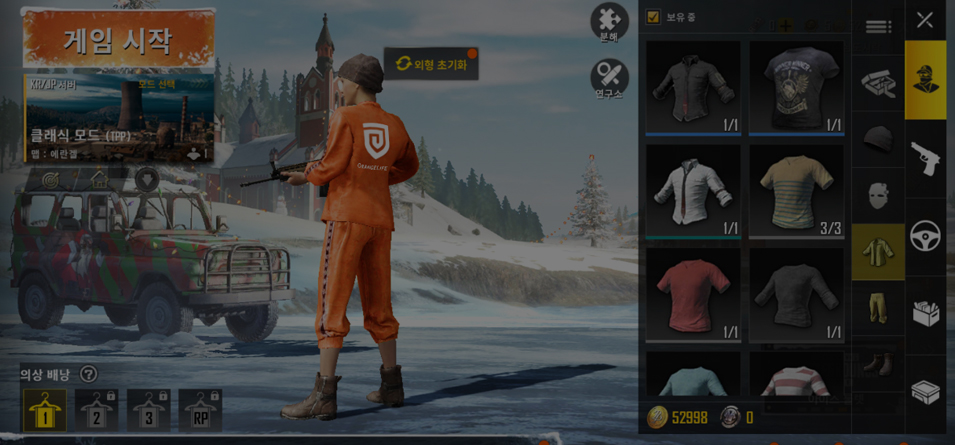 게임 시작
KR/JP 서버
모드 선택
클래식 모드 (TPP)
맵 : 에란겔
1
외형 초기화
분해
연구소
보유 중
ORANGELIFE
1/1
1/1
1/1
3/3
1/1
1/1
의상 배낭 ?
1
2
3
RP
52998
0